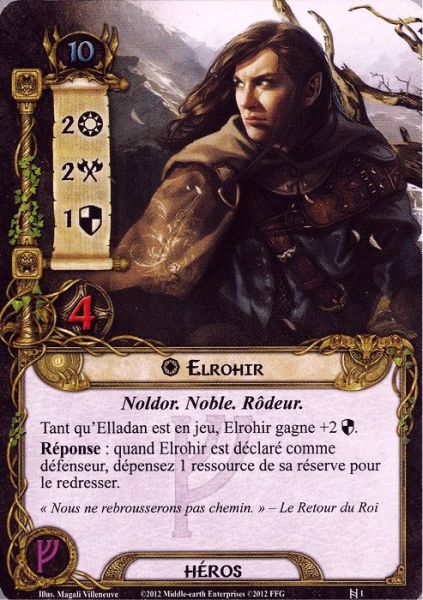 10
2
2
1
4
Elrohir
Noldor. Noble. Rôdeur.
Tant qu'Elladan est en jeu, Elrohir gagne +2.
Réponse : quand Elrohir est déclaré comme
défenseur, dépensez 1 ressource de sa réserve pour
le redresser.
« Nous ne rebrousserons pas chemin. » – Le Retour du Roi
HÉROS
Illus. Magali Villeneuve ©2012 Middle-earth Enterprises ©2012 FFG 1